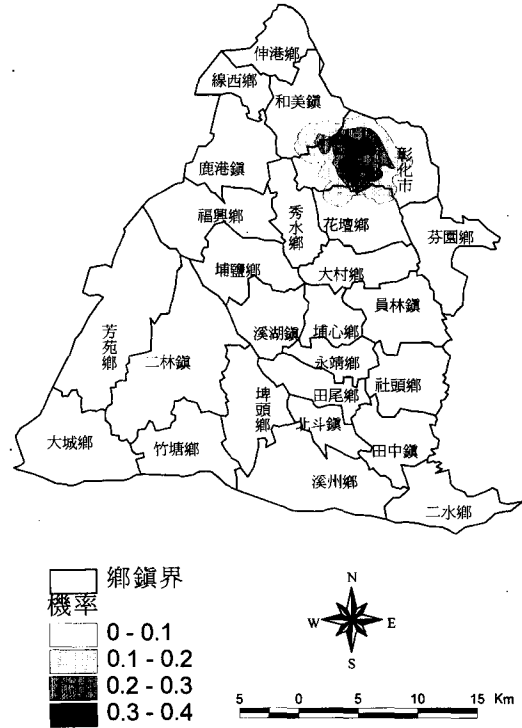 伸港鄉
線西鄉
和美鎮
彰化市
鹿港鎮
福興鄉
秀水鄉
花壇鄉
芬園鄉
埔鹽鄉
大村鄉
員林鎮
芳苑鄉
二林鎮
溪湖鎮
埔心鄉
永靖鄉
埤頭鄉
田尾鄉
社頭鄉
大城鄉
竹塘鄉
北斗鎮
田中鎮
溪州鄉
二水鄉
鄉鎮界
機率
0 - 0.1
0.1 - 0.2
0.2 - 0.3
0.3 - 0.4
N
W E
S
5 0 5 10 15 Km